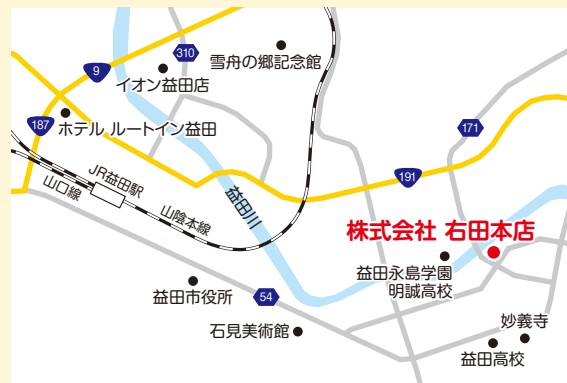 310
雪舟の郷記念館
9
イオン益田店
187
ホテル ルートイン益田
171
JR益田駅
191
山口線
山陰本線
益田川
株式会社 右田本店
益田永島学園
明誠高校
益田市役所
54
石見美術館
妙義寺
益田高校